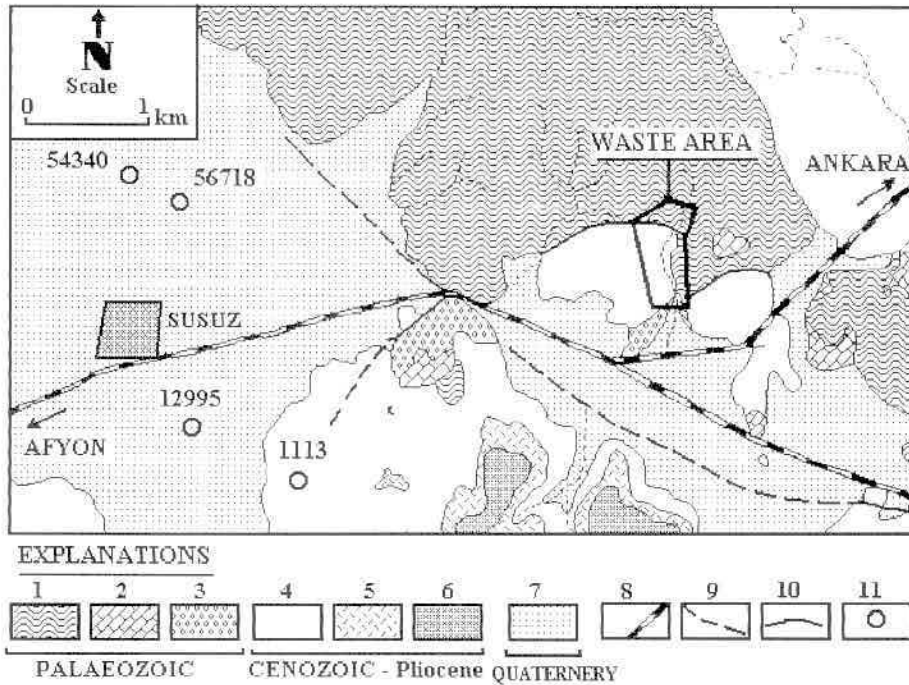 N
Scale
0 1
km
54340
56718
WASTE AREA
ANKARA
SUSUZ
12995
AFYON
1113
EXPLANATIONS
1 2 3 4 5 6 7 8 9 10 11
PALAEOZOIC CENOZOIC - Pliocene QUATERNERY